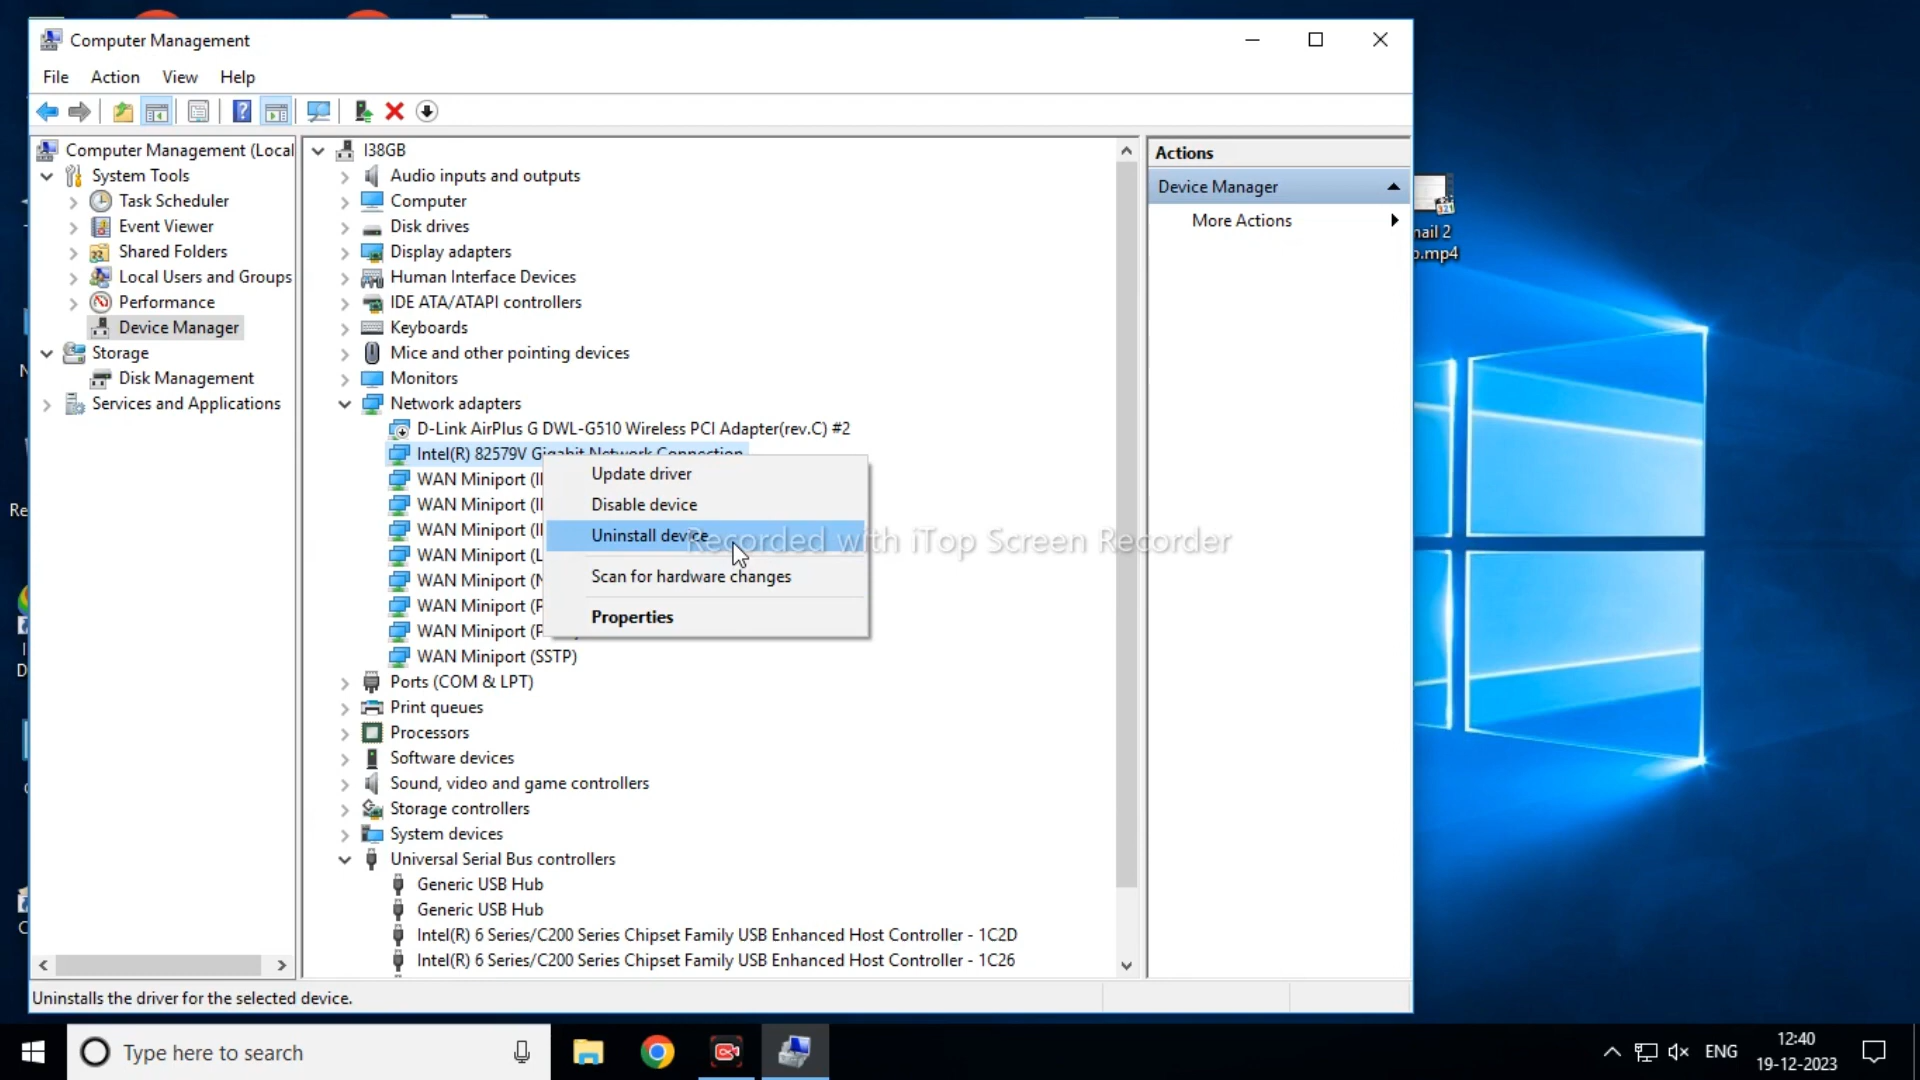 Computer Management
File Action View Help
Computer Management (Local
System Tools
Task Scheduler
Event Viewer
Shared Folders
Local Users and Groups
Performance
Device Manager
Storage
Disk Management
Services and Applications
I38GB
Audio inputs and outputs
Computer
Disk drives
Display adapters
Human Interface Devices
IDE ATA/ATAPI controllers
Keyboards
Mice and other pointing devices
Monitors
Network adapters
D-Link AirPlus G DWL-G510 Wireless PCI Adapter(rev.C) #2
Intel(R) 82579V Gigabit Network Connection
WAN Miniport (I
WAN Miniport (I
WAN Miniport (I
WAN Miniport (L
WAN Miniport (N
WAN Miniport (P
WAN Miniport (P
WAN Miniport (SSTP)
Ports (COM & LPT)
Print queues
Processors
Software devices
Sound, video and game controllers
Storage controllers
System devices
Universal Serial Bus controllers
Generic USB Hub
Generic USB Hub
Intel(R) 6 Series/C200 Series Chipset Family USB Enhanced Host Controller - 1C2D
Intel(R) 6 Series/C200 Series Chipset Family USB Enhanced Host Controller - 1C26
Update driver
Disable device
Uninstall device
Scan for hardware changes
Properties
Recorded with iTop Screen Recorder
Actions
Device Manager
More Actions
nail 2
.mp4
Re
D
Uninstalls the driver for the selected device.
Type here to search
ENG
12:40
19-12-2023